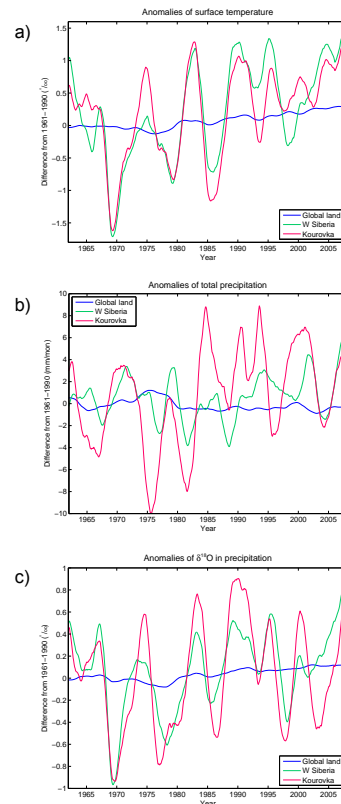 a)
Anomalies of surface temperature
Difference from 1961−1990 (‰)
1.5
1
0.5
0
−0.5
−1
−1.5
1965 1970 1975 1980 1985 1990 1995 2000 2005
Year
Global land
W Siberia
Kourovka
b)
Anomalies of total precipitation
Difference from 1961−1990 (mm/mon)
10
8
6
4
2
0
−2
−4
−6
−8
−10
Global land
W Siberia
Kourovka
1965 1970 1975 1980 1985 1990 1995 2000 2005
Year
c)
Anomalies of δ¹⁸O in precipitation
Difference from 1961−1990 (‰)
1
0.8
0.6
0.4
0.2
0
−0.2
−0.4
−0.6
−0.8
−1
1965 1970 1975 1980 1985 1990 1995 2000 2005
Year
Global land
W Siberia
Kourovka